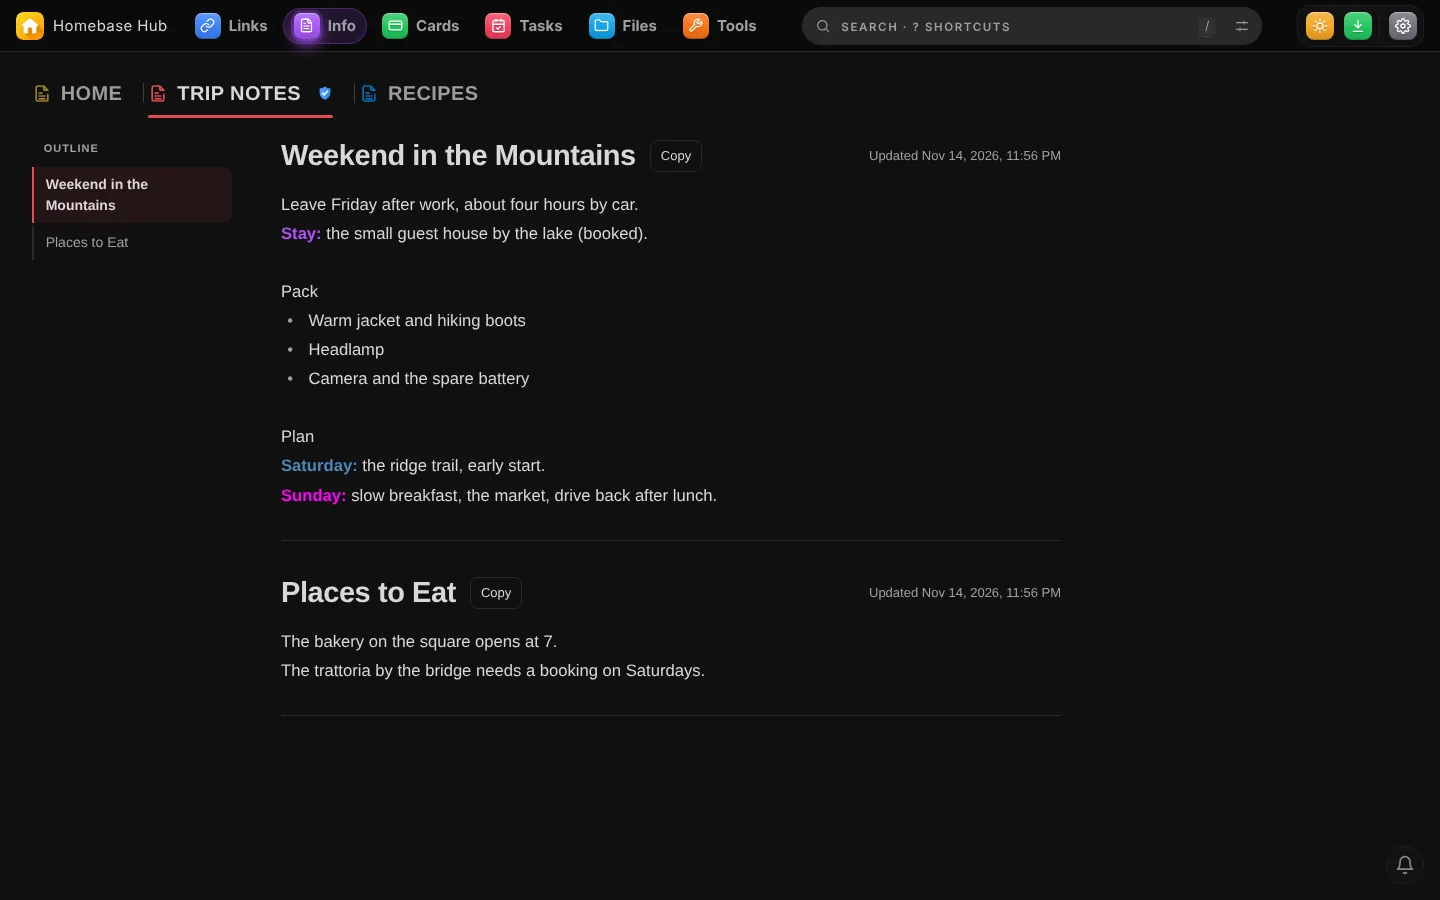 Homebase Hub
Links
Info
Cards
Tasks
Files
Tools
SEARCH · ? SHORTCUTS
/
HOME
TRIP NOTES
RECIPES
OUTLINE
Weekend in the
Mountains
Places to Eat
Weekend in the Mountains
Copy
Updated Nov 14, 2026, 11:56 PM
Leave Friday after work, about four hours by car.
Stay: the small guest house by the lake (booked).
Pack
• Warm jacket and hiking boots
• Headlamp
• Camera and the spare battery
Plan
Saturday: the ridge trail, early start.
Sunday: slow breakfast, the market, drive back after lunch.
Places to Eat
Copy
Updated Nov 14, 2026, 11:56 PM
The bakery on the square opens at 7.
The trattoria by the bridge needs a booking on Saturdays.